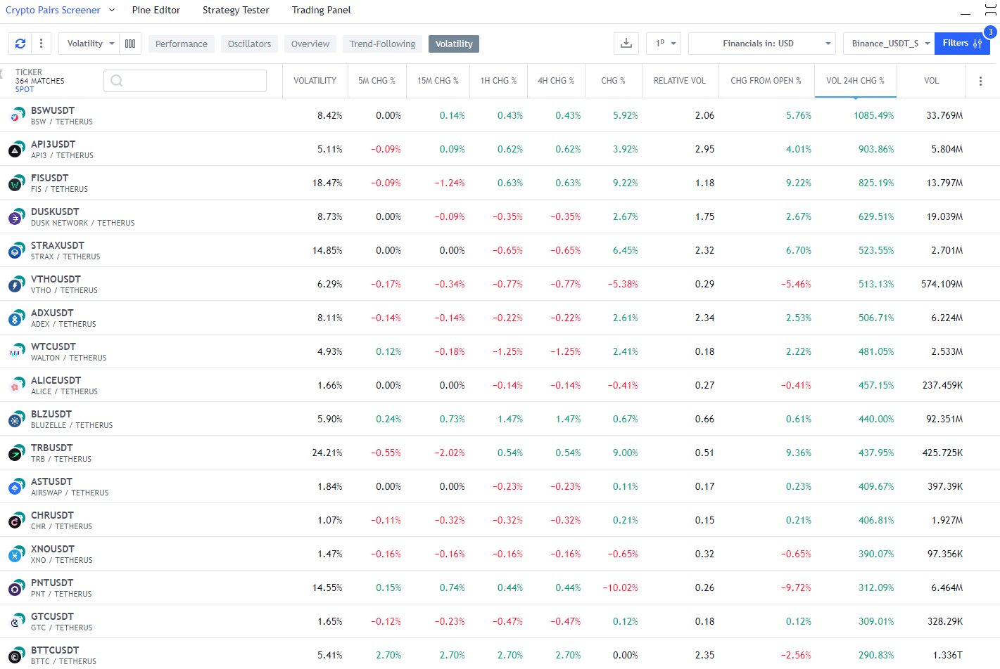 Crypto Pairs Screener Pine Editor Strategy Tester Trading Panel
3
Volatility Performance Oscillators Overview Trend-Following Volatility 1D Financials in: USD Binance_USDT_S Filters
TICKER
364 MATCHES
SPOT
VOLATILITY 5M CHG % 15M CHG % 1H CHG % 4H CHG % CHG % RELATIVE VOL CHG FROM OPEN % VOL 24H CHG % VOL
BSWUSDT 8.42% 0.00% 0.14% 0.43% 0.43% 5.92% 2.06 5.76% 1085.49% 33.769M
BSW / TETHERUS
API3USDT 5.11% −0.09% 0.09% 0.62% 0.62% 3.92% 2.95 4.01% 903.86% 5.804M
API3 / TETHERUS
FISUSDT 18.47% −0.09% −1.24% 0.63% 0.63% 9.22% 1.18 9.22% 825.19% 13.797M
FIS / TETHERUS
DUSKUSDT 8.73% 0.00% −0.09% −0.35% −0.35% 2.67% 1.75 2.67% 629.51% 19.039M
DUSK NETWORK / TETHERUS
STRAXUSDT 14.85% 0.00% 0.00% −0.65% −0.65% 6.45% 2.32 6.70% 523.55% 2.701M
STRAX / TETHERUS
VTHOUSDT 6.29% −0.17% −0.34% −0.77% −0.77% −5.38% 0.29 −5.46% 513.13% 574.109M
VTHO / TETHERUS
ADXUSDT 8.11% −0.14% −0.14% −0.22% −0.22% 2.61% 2.34 2.53% 506.71% 6.224M
ADEX / TETHERUS
WTCUSDT 4.93% 0.12% −0.18% −1.25% −1.25% 2.41% 0.18 2.22% 481.05% 2.533M
WALTON / TETHERUS
ALICEUSDT 1.66% 0.00% 0.00% −0.14% −0.14% −0.41% 0.27 −0.41% 457.15% 237.459K
ALICE / TETHERUS
BLZUSDT 5.90% 0.24% 0.73% 1.47% 1.47% 0.67% 0.66 0.61% 440.00% 92.351M
BLUZELLE / TETHERUS
TRBUSDT 24.21% −0.55% −2.02% 0.54% 0.54% 9.00% 0.51 9.36% 437.95% 425.725K
TRB / TETHERUS
ASTUSDT 1.84% 0.00% 0.00% −0.23% −0.23% 0.11% 0.17 0.23% 409.67% 397.39K
AIRSWAP / TETHERUS
CHRUSDT 1.07% −0.11% −0.32% −0.32% −0.32% 0.21% 0.15 0.21% 406.81% 1.927M
CHR / TETHERUS
XNOUSDT 1.47% −0.16% −0.16% −0.16% −0.16% −0.65% 0.32 −0.65% 390.07% 97.356K
XNO / TETHERUS
PNTUSDT 14.55% 0.15% 0.74% 0.44% 0.44% −10.02% 0.26 −9.72% 312.09% 6.464M
PNT / TETHERUS
GTCUSDT 1.65% −0.12% −0.23% −0.47% −0.47% 0.12% 0.18 0.12% 309.01% 328.29K
GTC / TETHERUS
BTTCUSDT 5.41% 2.70% 2.70% 2.70% 2.70% 0.00% 2.35 −2.56% 290.83% 1.336T
BTTC / TETHERUS